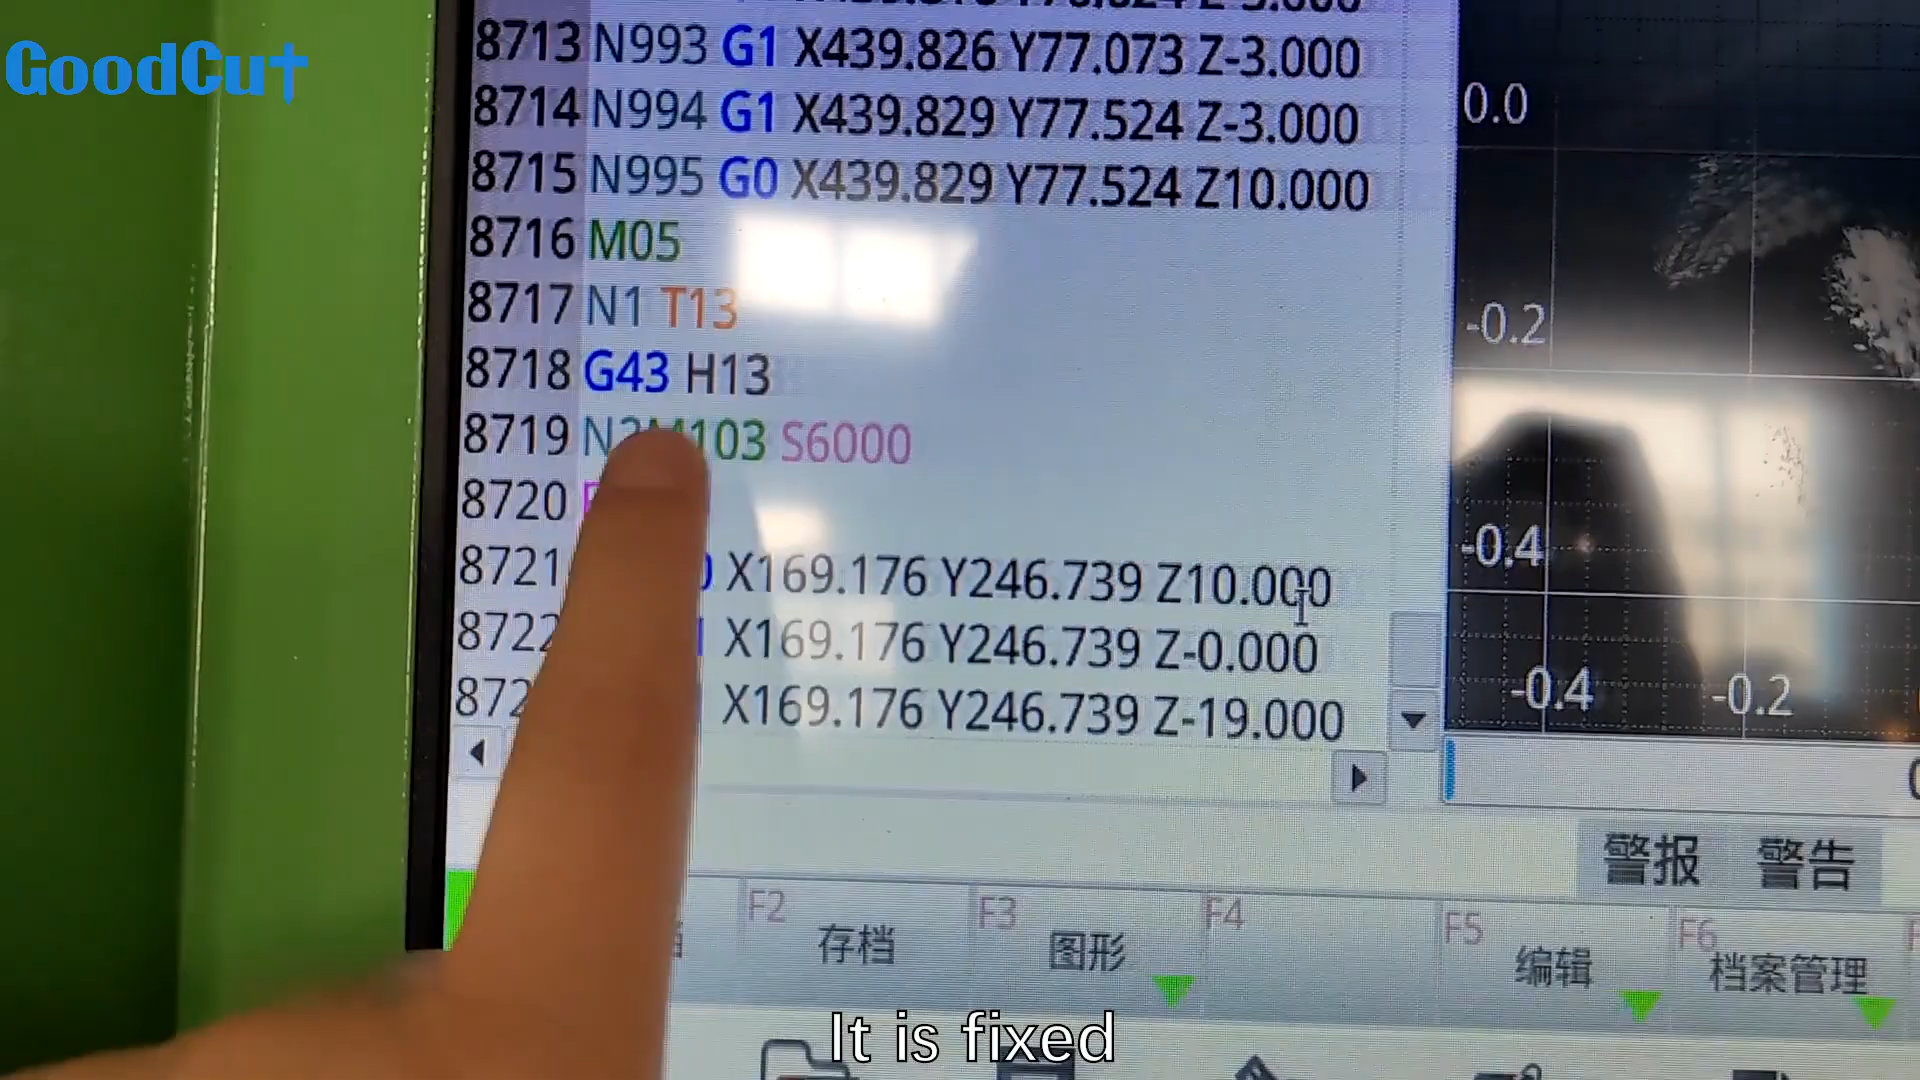 GoodCut
8713 N993 G1 X439.826 Y77.073 Z-3.000
8714 N994 G1 X439.829 Y77.524 Z-3.000
8715 N995 G0 X439.829 Y77.524 Z10.000
8716 M05
8717 N1 T13
8718 G43 H13
8719 N2M103 S6000
8720
8721 X169.176 Y246.739 Z10.000
8722 X169.176 Y246.739 Z-0.000
X169.176 Y246.739 Z-19.000
0.0
-0.2
-0.4
-0.4 -0.2
警报 警告
F2 存档
F3 图形
F4
F5 编辑
F6 档案管理
It is fixed